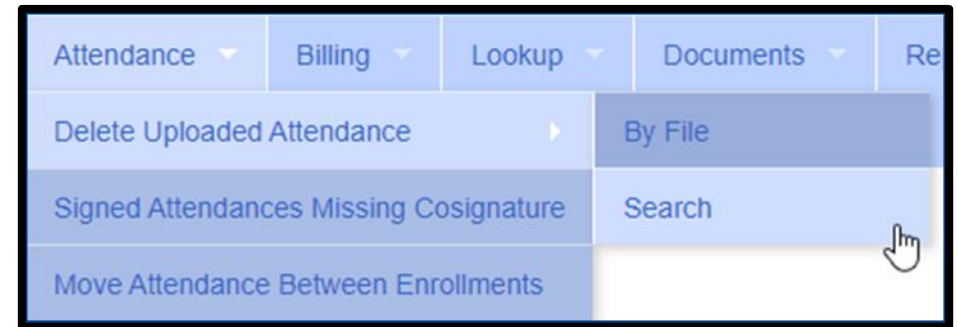 Attendance Billing Lookup Documents Re
Delete Uploaded Attendance By File
Signed Attendances Missing Cosignature Search
Move Attendance Between Enrollments